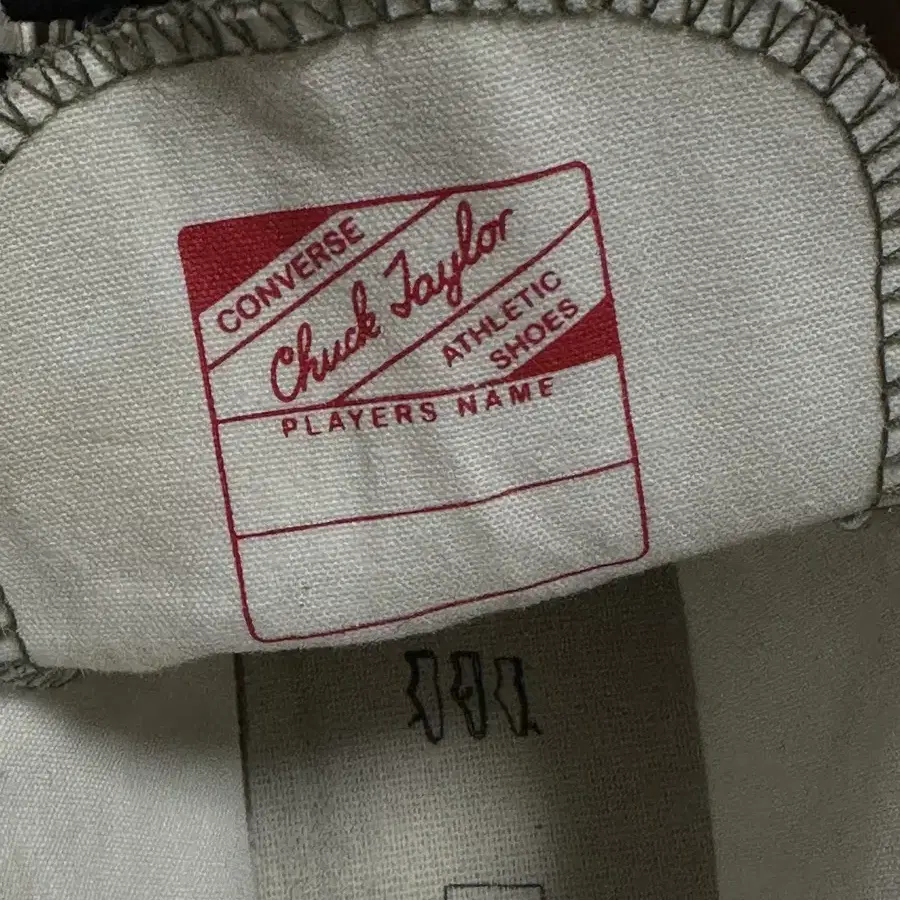 CONVERSE
Chuck Taylor
ATHLETIC
SHOES
PLAYERS NAME